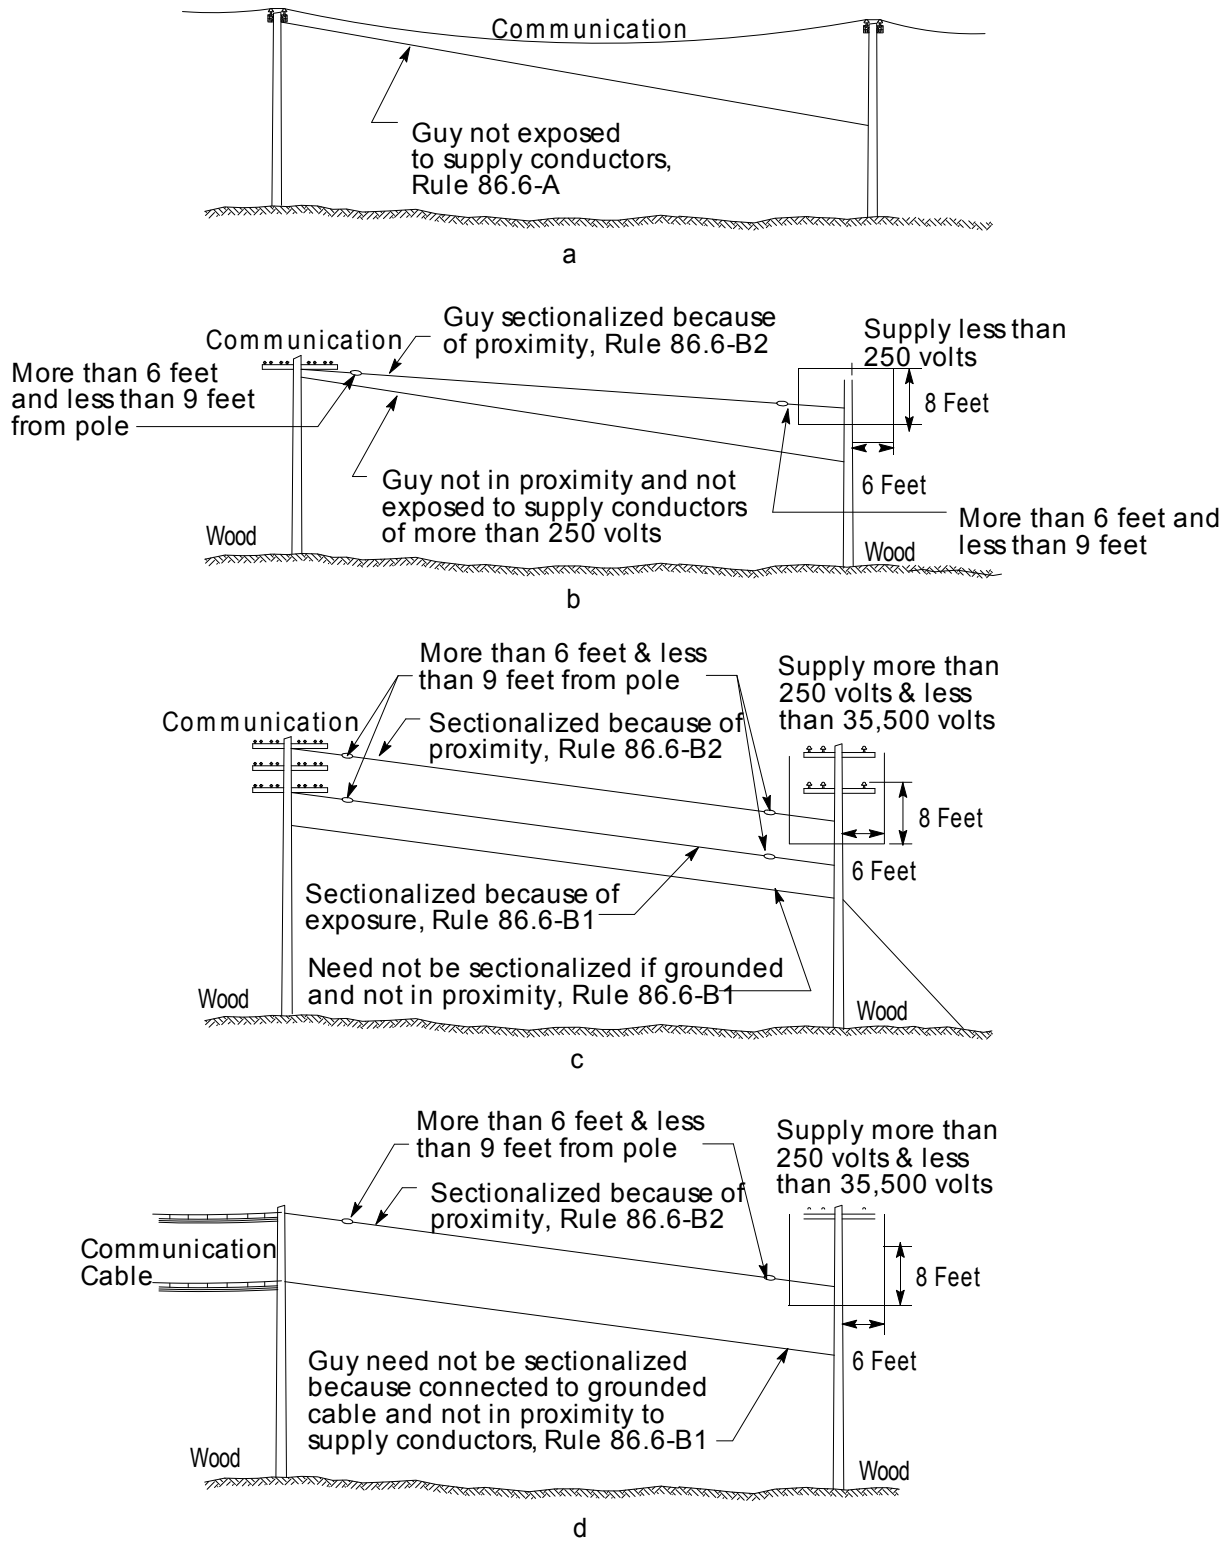 Communication
Guy not exposed
to supply conductors,
Rule 86.6-A
a
Communication
Guy sectionalized because
of proximity, Rule 86.6-B2
Supply less than
250 volts
More than 6 feet
and less than 9 feet
from pole
8 Feet
Guy not in proximity and not
exposed to supply conductors
of more than 250 volts
6 Feet
More than 6 feet and
less than 9 feet
Wood
Wood
b
More than 6 feet & less
than 9 feet from pole
Supply more than
250 volts & less
than 35,500 volts
Communication
Sectionalized because of
proximity, Rule 86.6-B2
8 Feet
6 Feet
Sectionalized because of
exposure, Rule 86.6-B1
Need not be sectionalized if grounded
and not in proximity, Rule 86.6-B1
Wood
Wood
c
More than 6 feet & less
than 9 feet from pole
Supply more than
250 volts & less
than 35,500 volts
Sectionalized because of
proximity, Rule 86.6-B2
Communication
Cable
8 Feet
6 Feet
Guy need not be sectionalized
because connected to grounded
cable and not in proximity to
supply conductors, Rule 86.6-B1
Wood
Wood
d